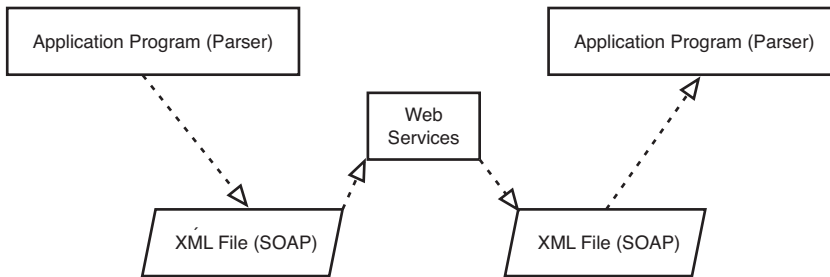 Application Program (Parser)
Application Program (Parser)
Web
Services
XML File (SOAP)
XML File (SOAP)